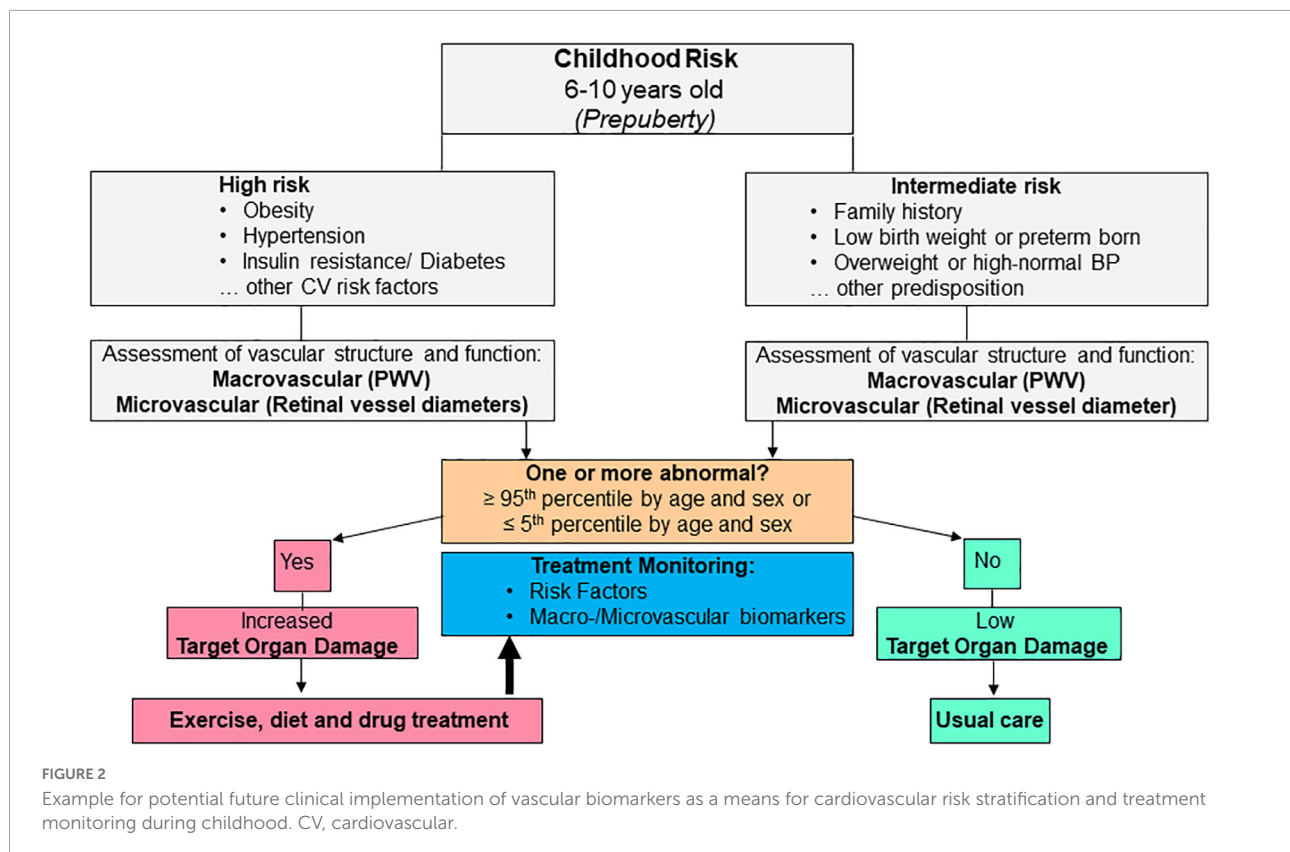 Childhood Risk
6-10 years old
(Prepuberty)
High risk
• Obesity
• Hypertension
• Insulin resistance/ Diabetes
... other CV risk factors
Intermediate risk
• Family history
• Low birth weight or preterm born
• Overweight or high-normal BP
... other predisposition
Assessment of vascular structure and function:
Macrovascular (PWV)
Microvascular (Retinal vessel diameters)
Assessment of vascular structure and function:
Macrovascular (PWV)
Microvascular (Retinal vessel diameter)
One or more abnormal?
≥ 95th percentile by age and sex or
≤ 5th percentile by age and sex
Yes
Increased
Target Organ Damage
Exercise, diet and drug treatment
Treatment Monitoring:
• Risk Factors
• Macro-/Microvascular biomarkers
No
Low
Target Organ Damage
Usual care
FIGURE 2
Example for potential future clinical implementation of vascular biomarkers as a means for cardiovascular risk stratification and treatment
monitoring during childhood. CV, cardiovascular.